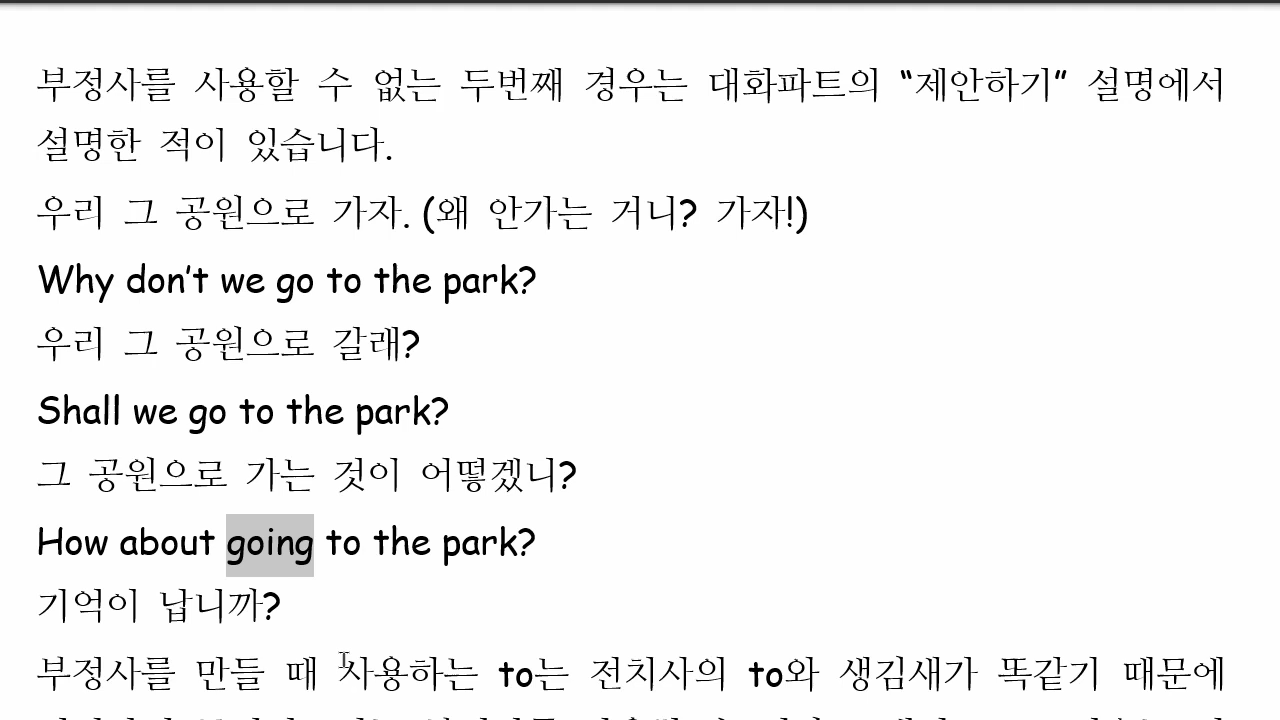 부정사를 사용할 수 없는 두번째 경우는 대화파트의 “제안하기” 설명에서
설명한 적이 있습니다.
우리 그 공원으로 가자. (왜 안가는 거니? 가자!)
Why don’t we go to the park?
우리 그 공원으로 갈래?
Shall we go to the park?
그 공원으로 가는 것이 어떻겠니?
How about going to the park?
기억이 납니까?
부정사를 만들 때 사용하는 to는 전치사의 to와 생김새가 똑같기 때문에